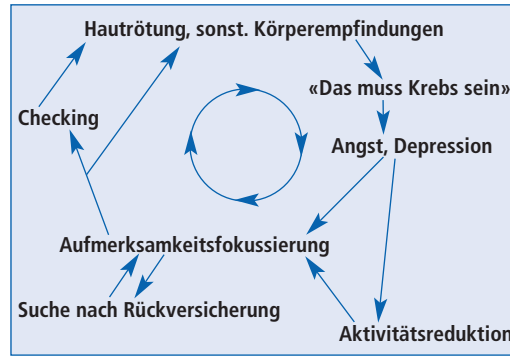 Hautrötung, sonst. Körperempfindungen
«Das muss Krebs sein»
Checking
Angst, Depression
Aufmerksamkeitsfokussierung
Suche nach Rückversicherung
Aktivitätsreduktion